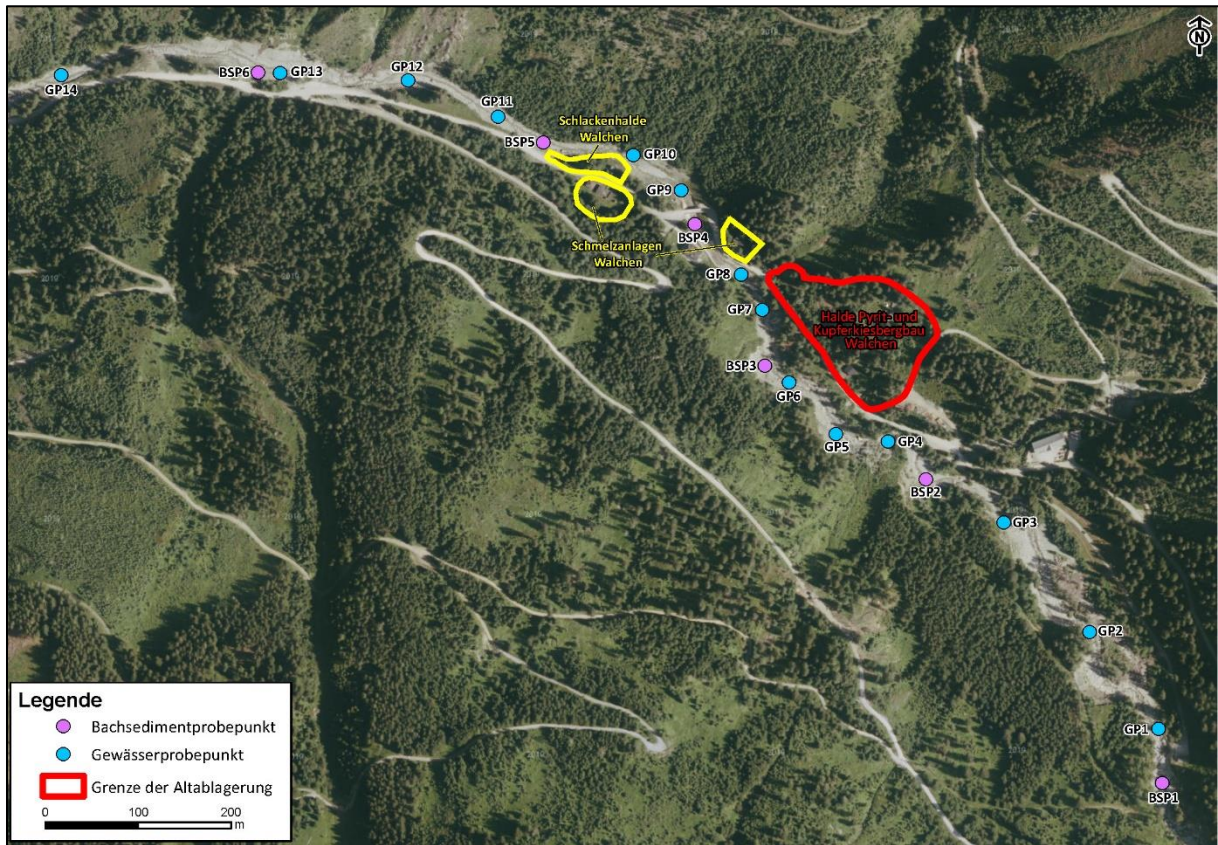 N
BSP6
GP13
GP12
GP14
GP11
Schlackenhalde
Walchen
BSP5
GP10
GP9
BSP4
Schmelzanlagen
Walchen
GP8
GP7
Halde Pyrit- und
Kupferkiesbergbau
Walchen
BSP3
GP6
GP5
GP4
BSP2
GP3
GP2
GP1
BSP1
Legende
Bachsedimentprobepunkt
Gewässerprobepunkt
Grenze der Altablagerung
0 100 200
m